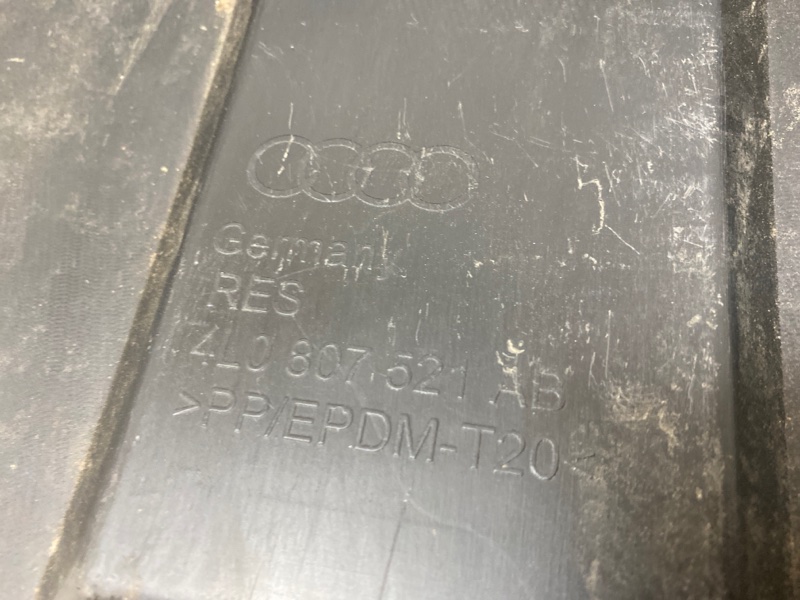 Germany
RES
4L0 807 521 AB
>PP/EPDM-T20<